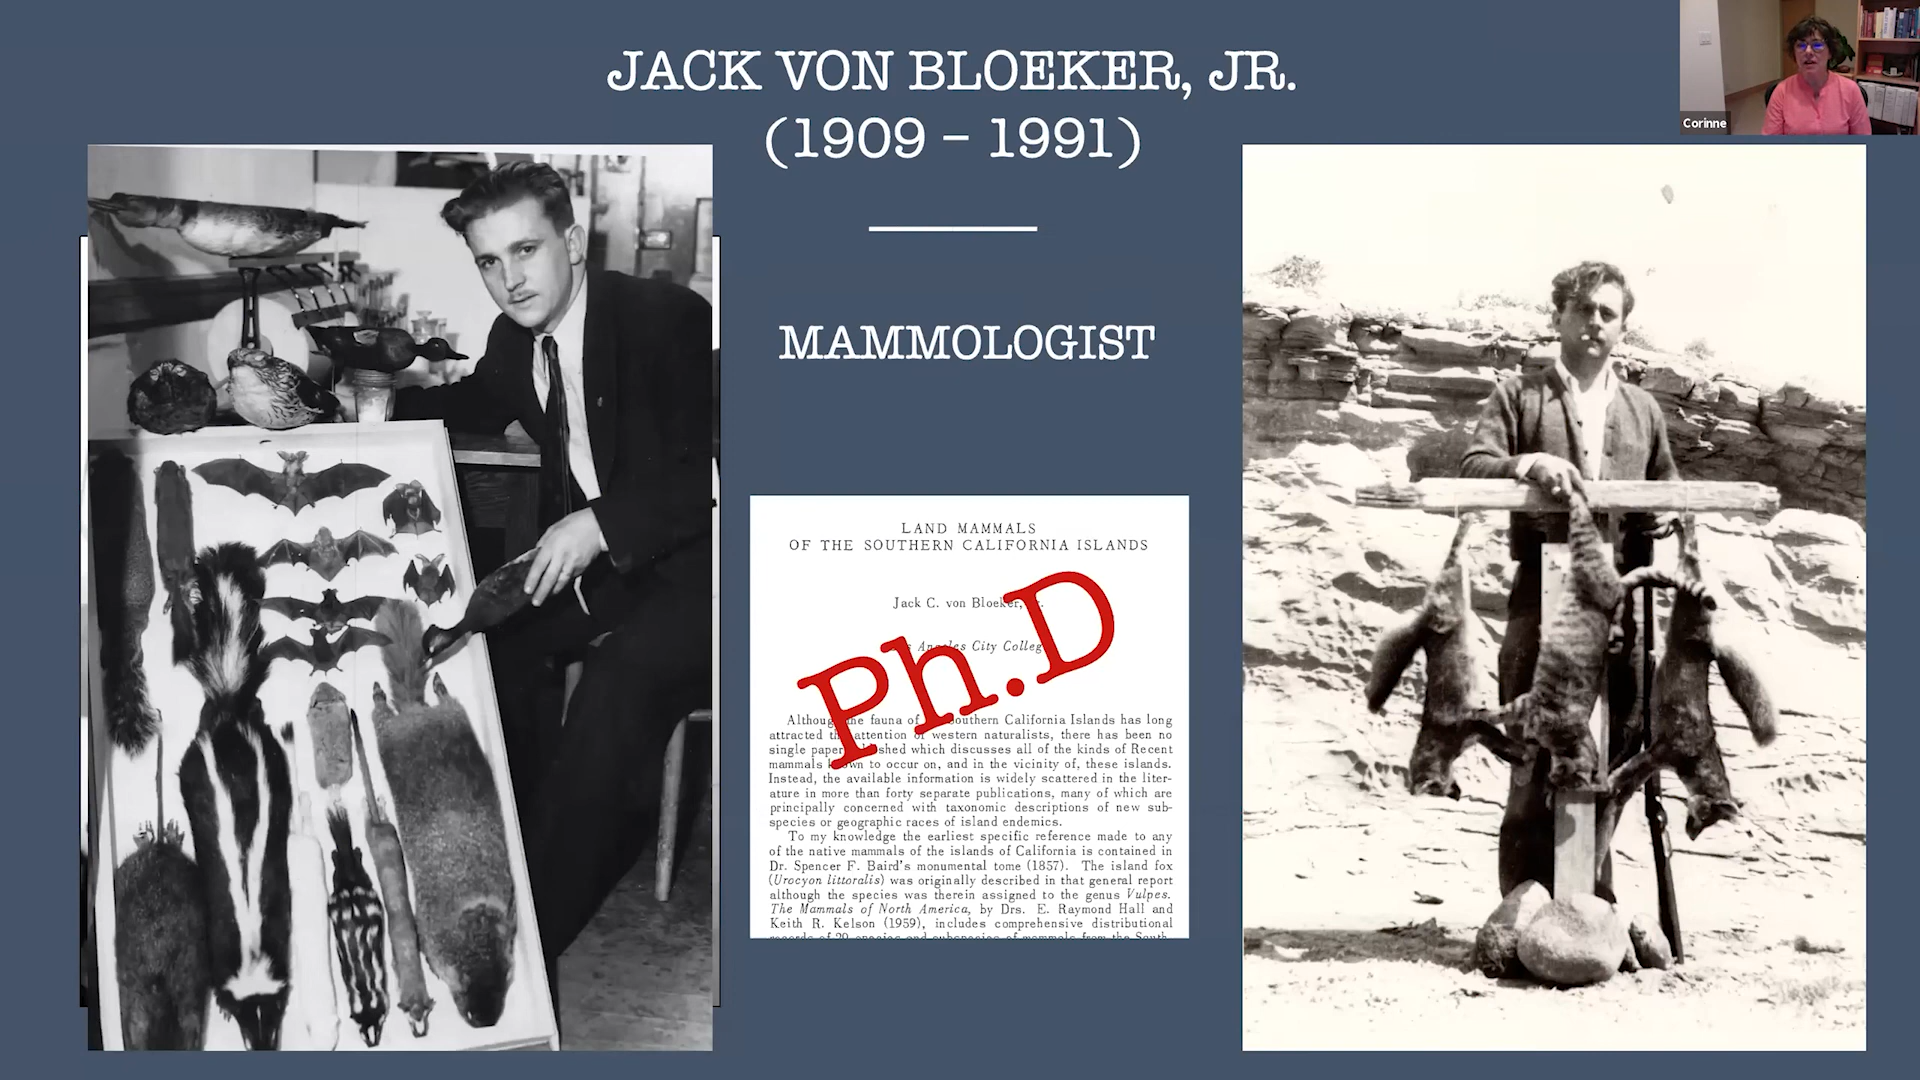 JACK VON BLOEKER, JR.
(1909 – 1991)
Corinne
MAMMOLOGIST
LAND MAMMALS
OF THE SOUTHERN CALIFORNIA ISLANDS
Jack C. von Bloeker,
Angeles City
Ph.D
the fauna of Southern California Islands has long
attracted attention of western naturalists, there has been no
single paper which discusses all of the kinds of Recent
mammals to occur on, and in the vicinity of, these islands.
Instead, the available information is widely scattered in the liter-
ature in more than forty separate publications, many of which are
principally concerned with taxonomic descriptions of new sub-
species or geographic races of island endemics.
To my knowledge the earliest specific reference made to any
of the native mammals of the islands of California is contained in
Dr. Spencer F. Baird's monumental tome (1857). The island fox
(Urocyon littoralis) was originally described in that general report
although the species was therein assigned to the genus Vulpes.
The Mammals of North America, by Drs. E. Raymond Hall and
Keith R. Kelson (1959), includes comprehensive distributional